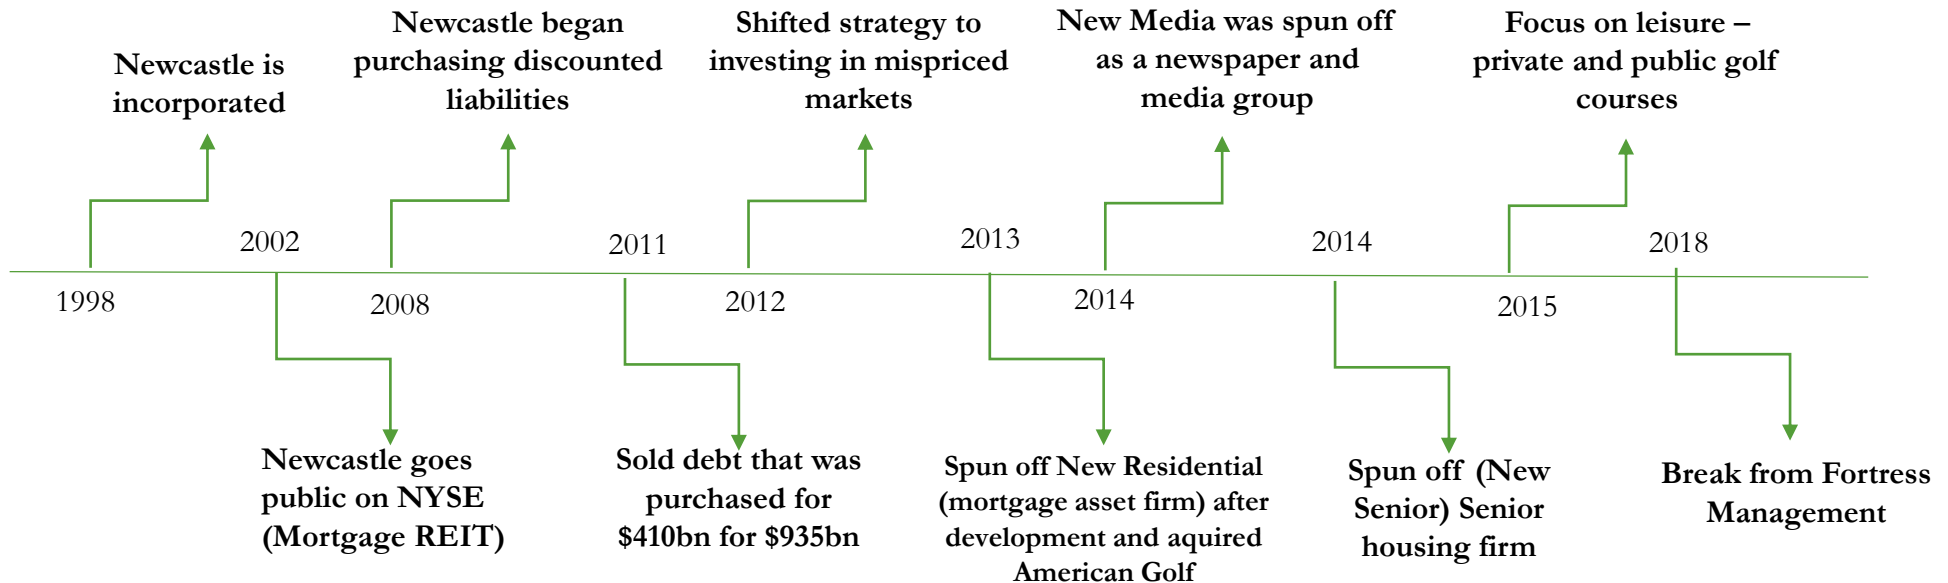 Newcastle is
incorporated
Newcastle began
purchasing discounted
liabilities
Shifted strategy to
investing in mispriced
markets
New Media was spun off
as a newspaper and
media group
Focus on leisure –
private and public golf
courses
2002
2011
2013
2014
2018
1998
2008
2012
2014
2015
Newcastle goes
public on NYSE
(Mortgage REIT)
Sold debt that was
purchased for
$410bn for $935bn
Spun off New Residential
(mortgage asset firm) after
development and aquired
American Golf
Spun off (New
Senior) Senior
housing firm
Break from Fortress
Management